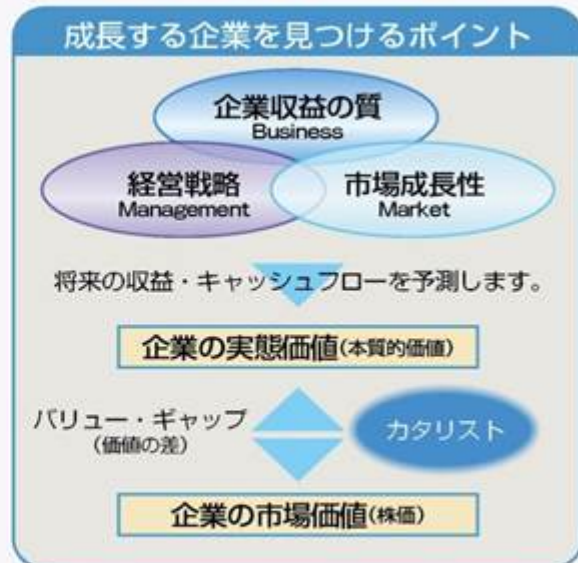 成長する企業を見つけるポイント
企業収益の質
Business
経営戦略
Management
市場成長性
Market
将来の収益・キャッシュフローを予測します。
企業の実態価値(本質的価値)
バリュー・ギャップ
(価値の差)
カタリスト
企業の市場価値(株価)